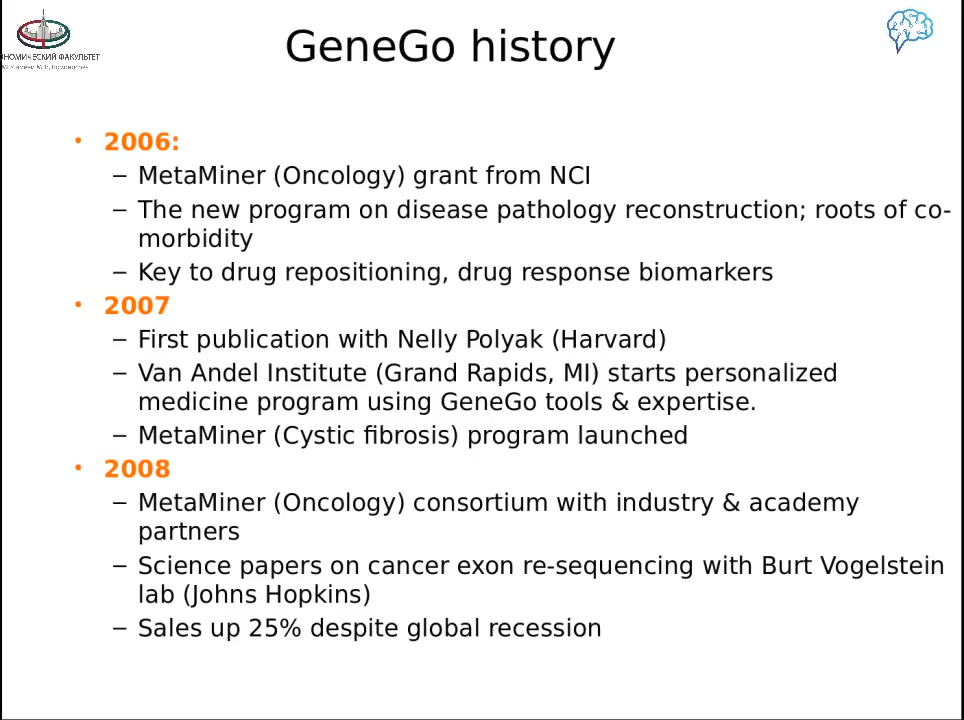 GeneGo history
НОМИЧЕСКИЙ ФАКУЛЬТЕТ
• 2006:
– MetaMiner (Oncology) grant from NCI
– The new program on disease pathology reconstruction; roots of co-
morbidity
– Key to drug repositioning, drug response biomarkers
• 2007
– First publication with Nelly Polyak (Harvard)
– Van Andel Institute (Grand Rapids, MI) starts personalized
medicine program using GeneGo tools & expertise.
– MetaMiner (Cystic fibrosis) program launched
• 2008
– MetaMiner (Oncology) consortium with industry & academy
partners
– Science papers on cancer exon re-sequencing with Burt Vogelstein
lab (Johns Hopkins)
– Sales up 25% despite global recession